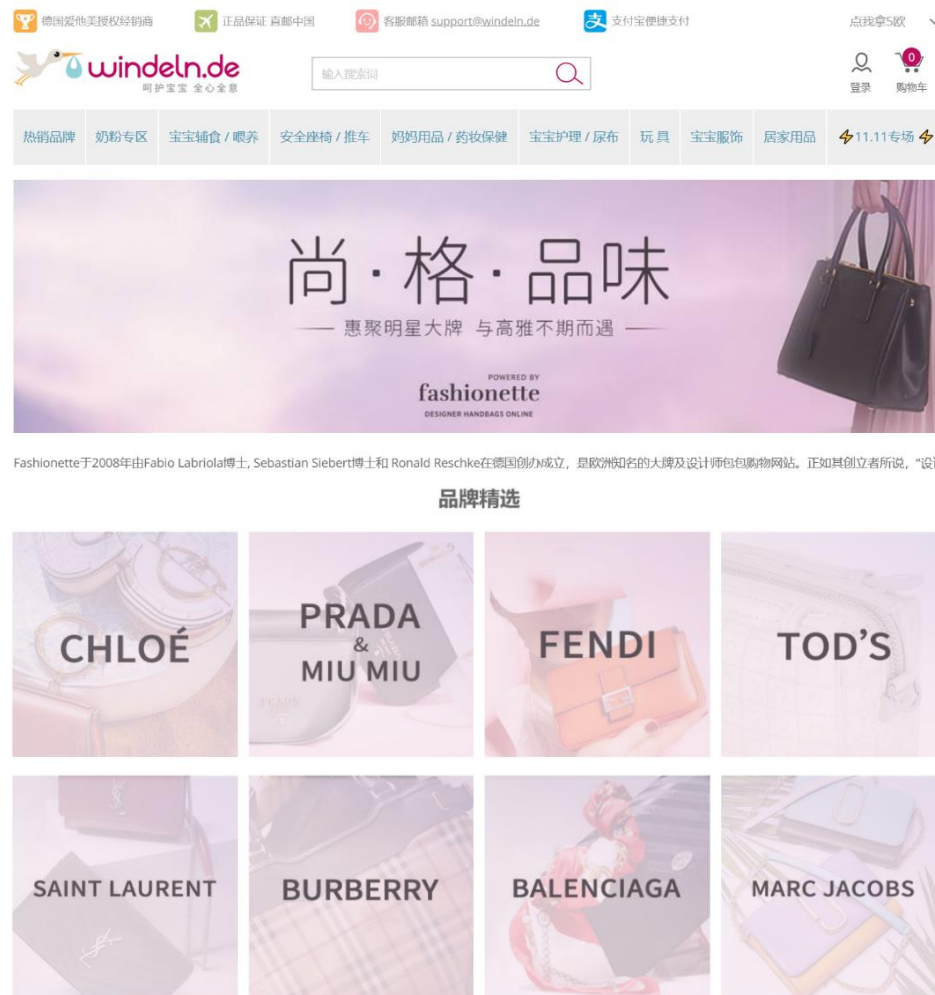 德国爱他美授权经销商 正品保证 直邮中国 客服邮箱 support@windeln.de 支付宝便捷支付 点我拿5欧
windeln.de
呵护宝宝 全心全意
输入搜索词
0
登录 购物车
热销品牌 奶粉专区 宝宝辅食 / 喂养 安全座椅 / 推车 妈妈用品 / 药妆保健 宝宝护理 / 尿布 玩具 宝宝服饰 居家用品 11.11专场
尚·格·品味
惠聚明星大牌 与高雅不期而遇
POWERED BY
fashionette
DESIGNER HANDBAGS ONLINE
Fashionette于2008年由Fabio Labriola博士, Sebastian Siebert博士和 Ronald Reschke在德国创办成立，是欧洲知名的大牌及设计师包包购物网站。正如其创立者所说，“设
品牌精选
CHLOÉ
PRADA
&
MIU MIU
PRADA
FENDI
TOD’S
SAINT LAURENT
BURBERRY
BALENCIAGA
MARC JACOBS